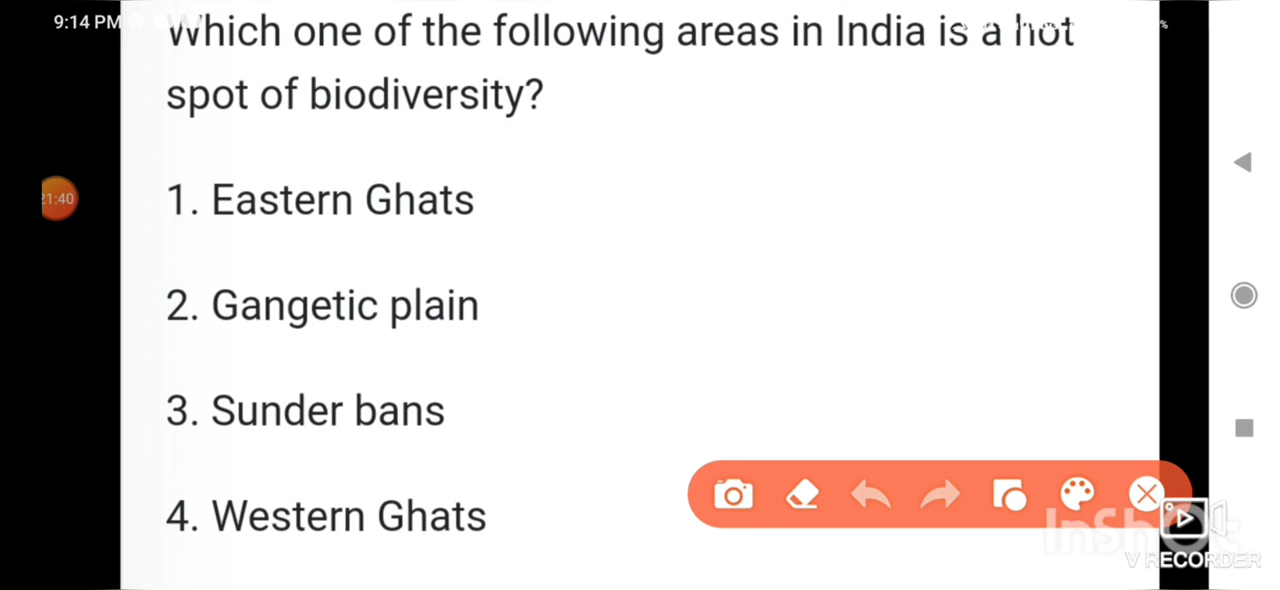 9:14 PM
Which one of the following areas in India is a hot
spot of biodiversity?
21:40
1. Eastern Ghats
2. Gangetic plain
3. Sunder bans
4. Western Ghats
InShot
V RECORDER